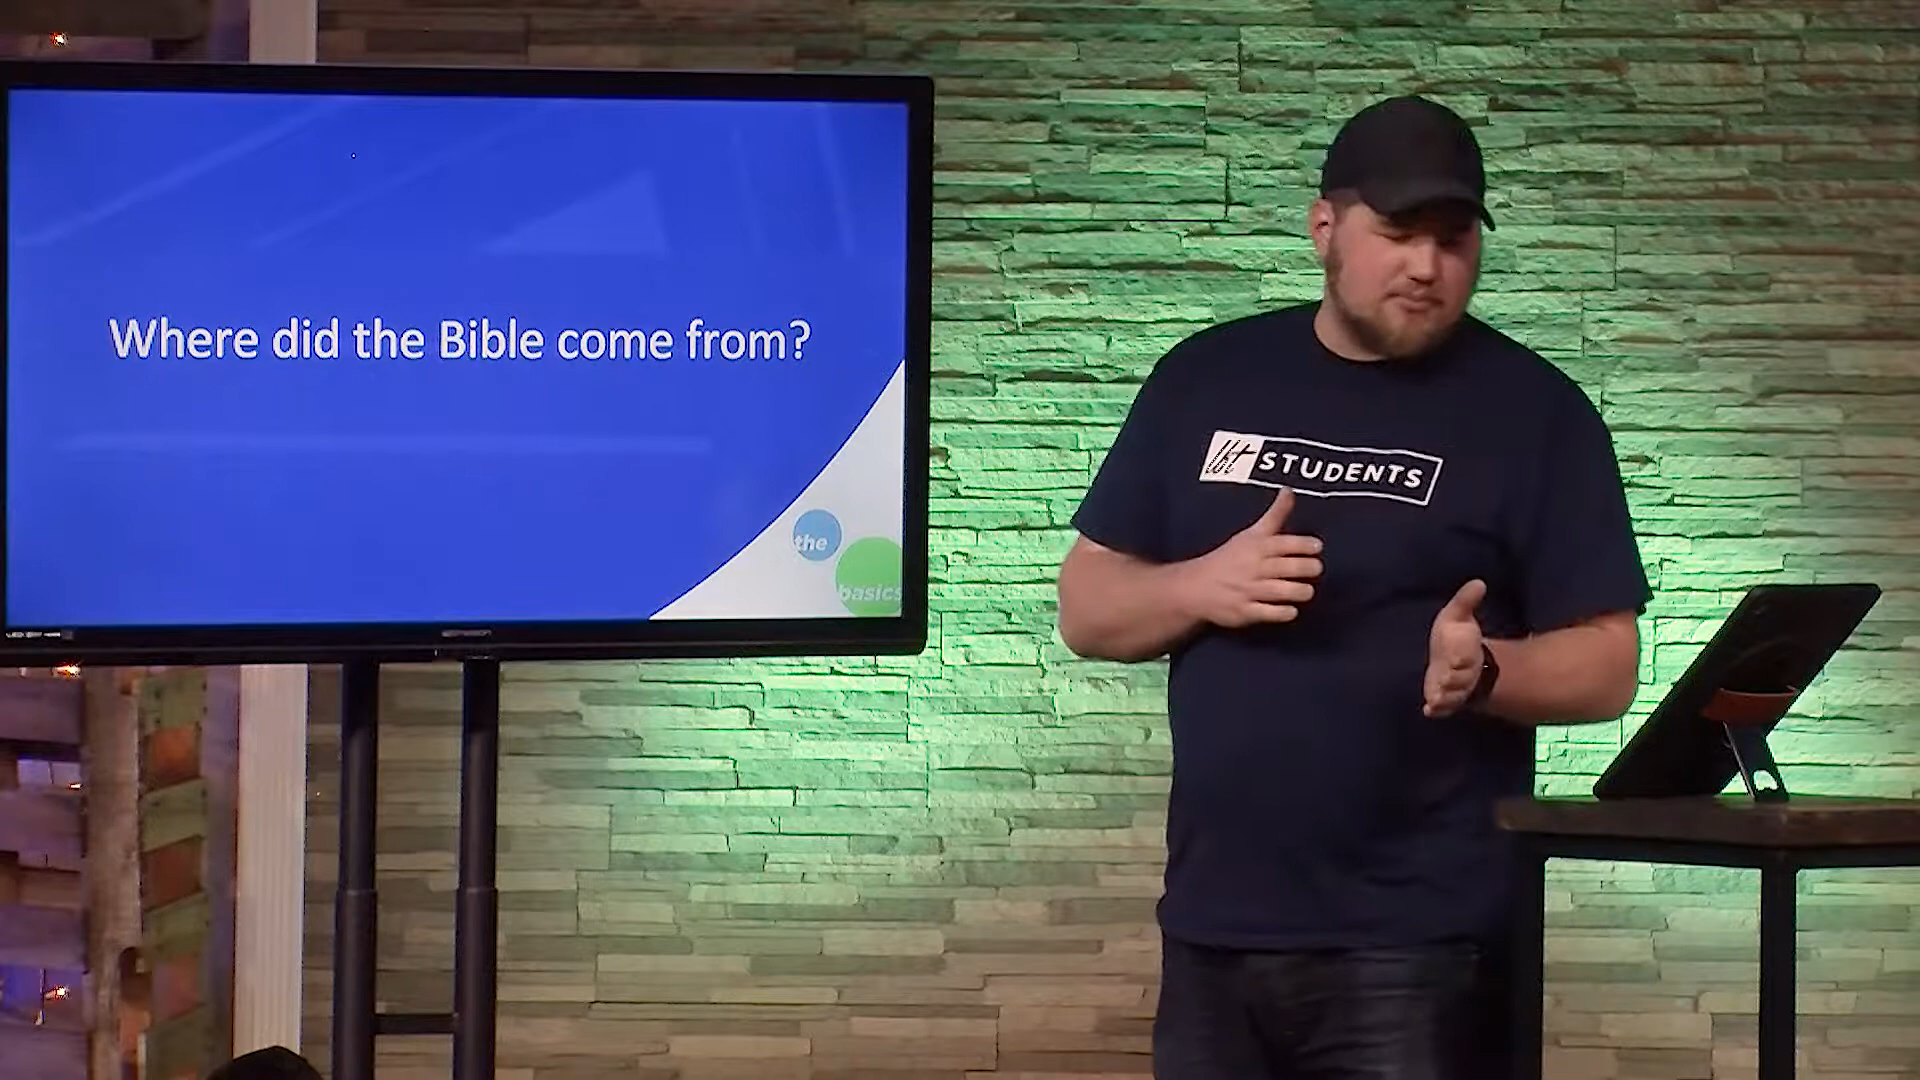 Where did the Bible come from?
the
basics
STUDENTS